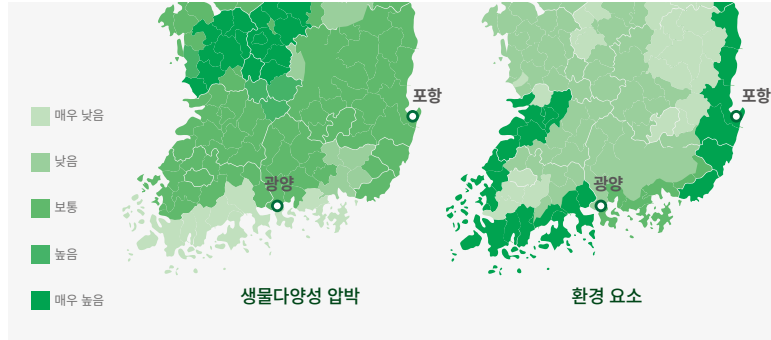 포항
포항
매우 낮음
낮음
광양
광양
보통
높음
매우 높음
생물다양성 압박
환경 요소